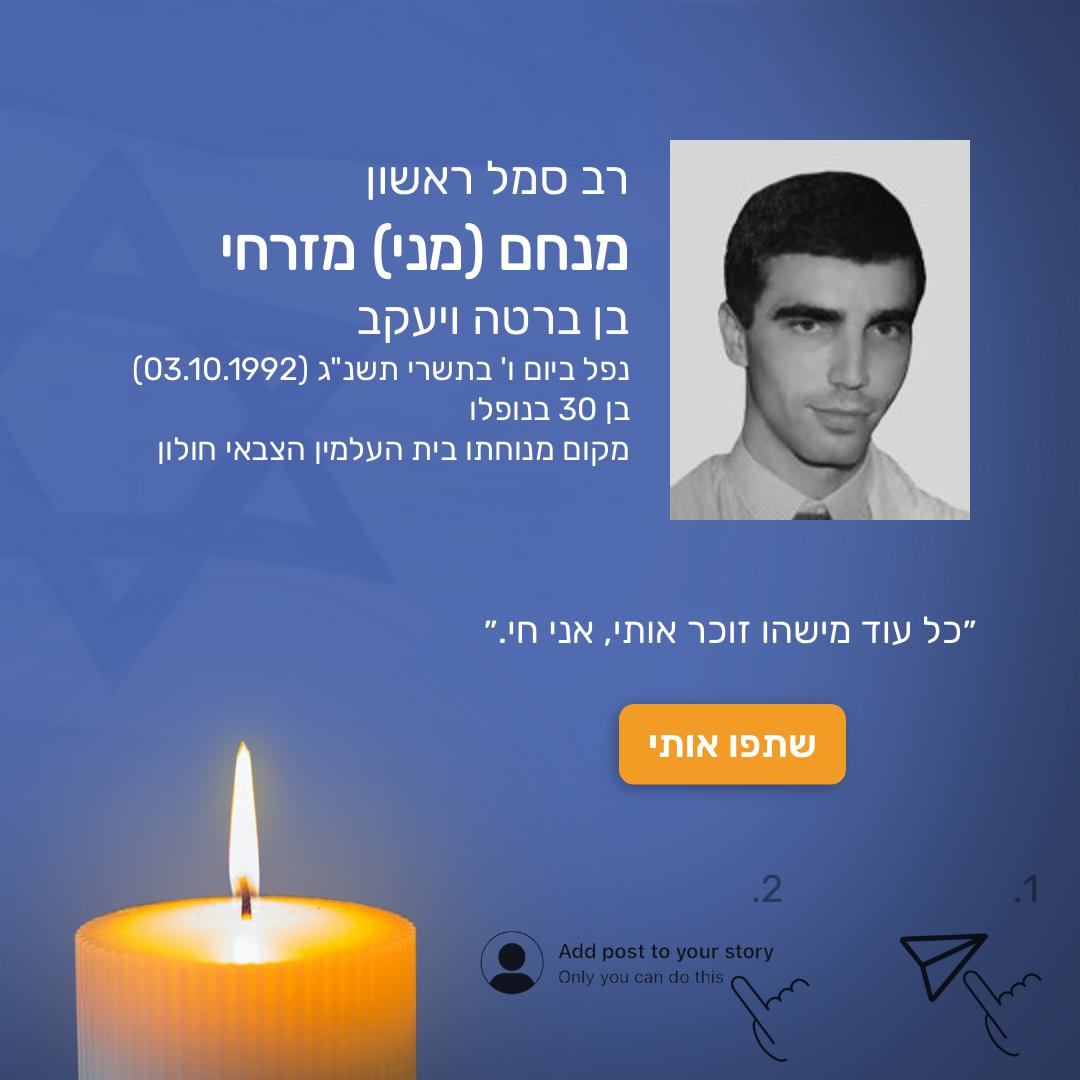 רב סמל ראשון
מנחם (מני) מזרחי
בן ברטה ויעקב
נפל ביום ו' בתשרי תשנ"ג (03.10.1992)
בן 30 בנופלו
מקום מנוחתו בית העלמין הצבאי חולון
״כל עוד מישהו זוכר אותי, אני חי.״
שתפו אותי
1.
2.
Add post to your story
Only you can do this